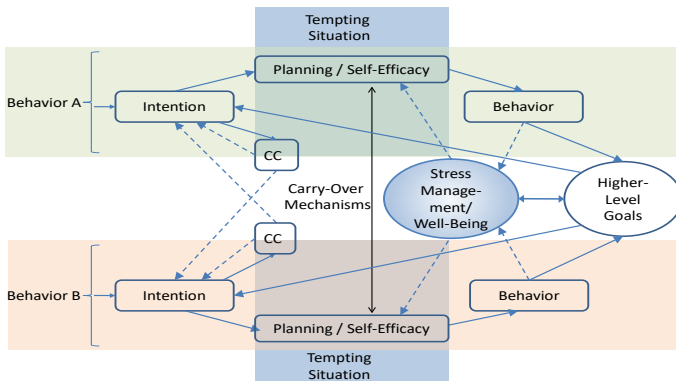 Tempting
Situation
Planning / Self-Efficacy
Behavior A
Intention
Behavior
CC
Carry-Over
Mechanisms
Stress
Manage-
ment/
Well-Being
Higher-
Level
Goals
CC
Behavior B
Intention
Behavior
Planning / Self-Efficacy
Tempting
Situation